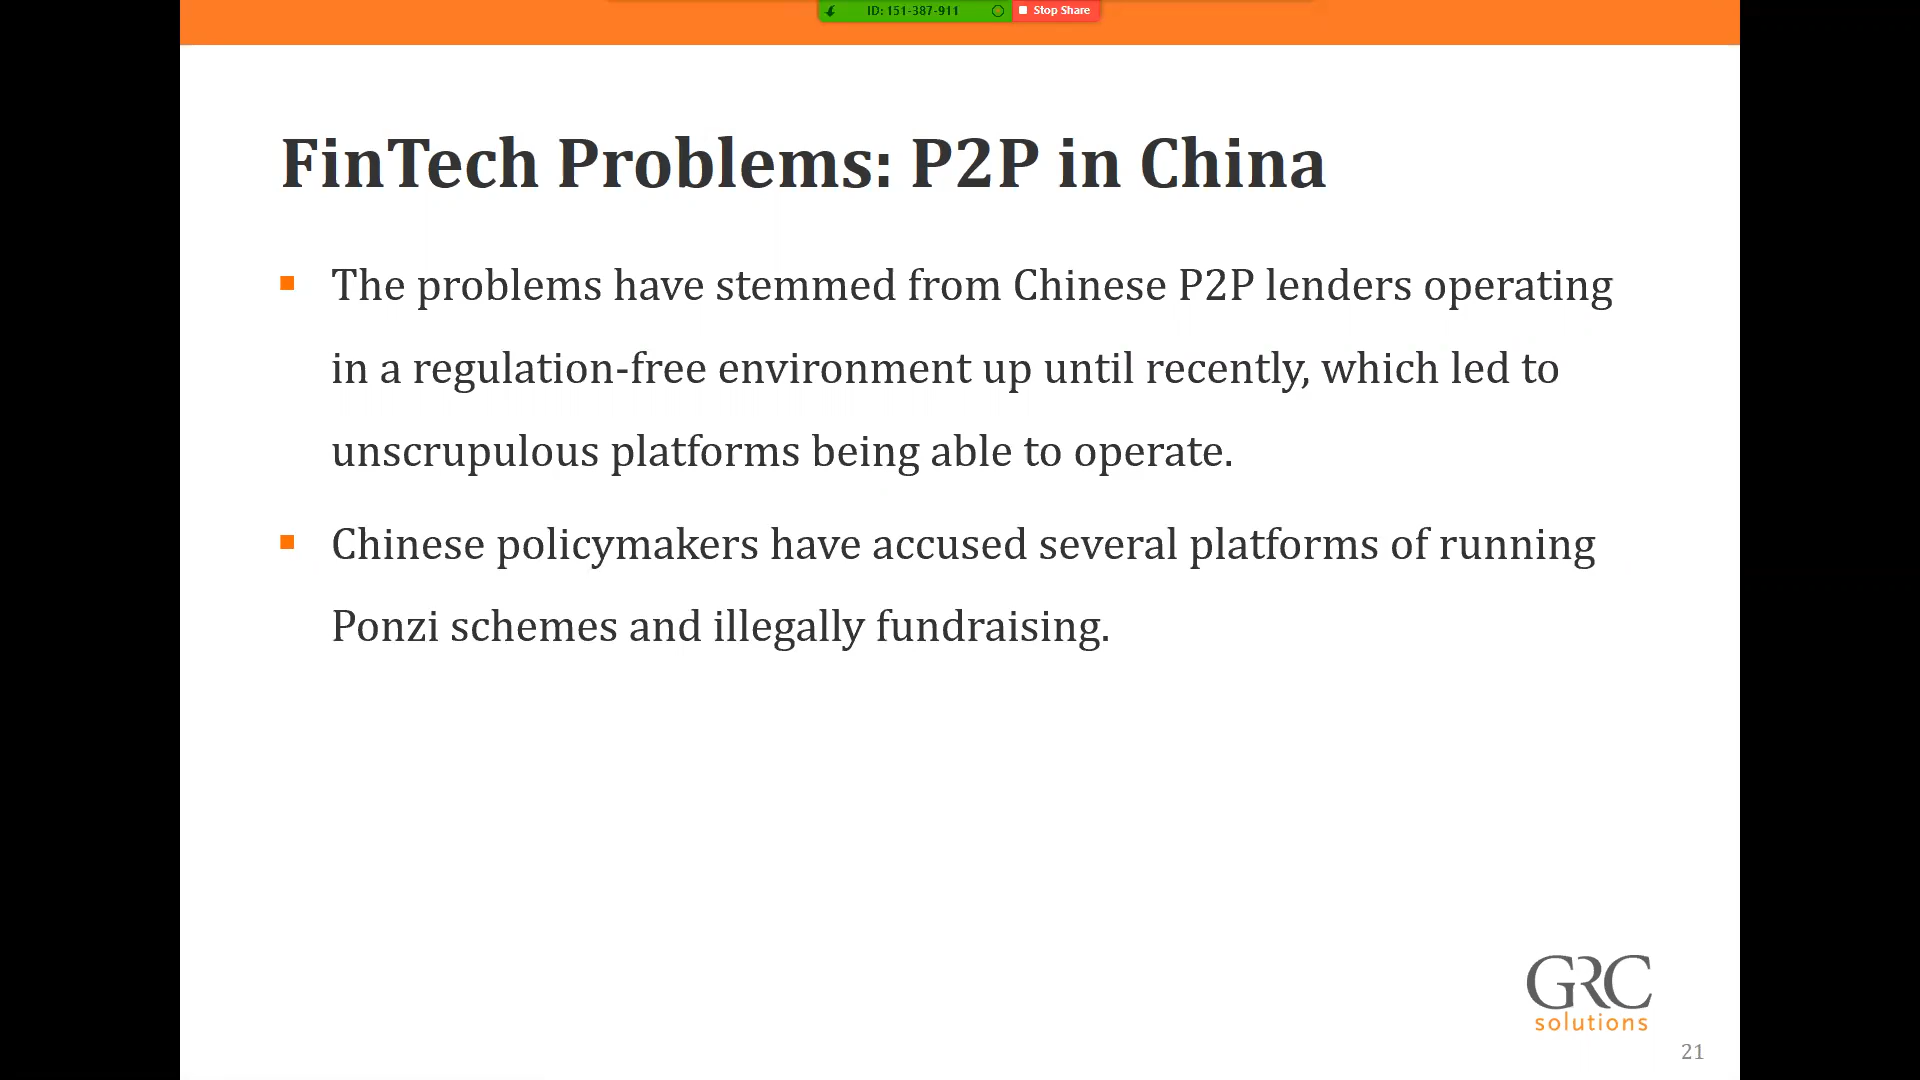 ID: 151-387-911
Stop Share
FinTech Problems: P2P in China
The problems have stemmed from Chinese P2P lenders operating
in a regulation-free environment up until recently, which led to
unscrupulous platforms being able to operate.
Chinese policymakers have accused several platforms of running
Ponzi schemes and illegally fundraising.
GRC
solutions
21